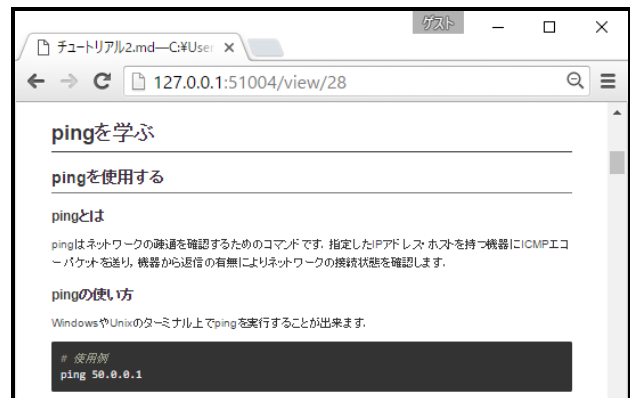 ゲスト
チュートリアル2.md—C:¥User
127.0.0.1:51004/view/28
pingを学ぶ
pingを使用する
pingとは
pingはネットワークの疎通を確認するためのコマンドです. 指定したIPアドレス・ホストを持つ機器にICMPエコ
ーパケットを送り, 機器から返信の有無によりネットワークの接続状態を確認します.
pingの使い方
WindowsやUnixのターミナル上でpingを実行することが出来ます.
# 使用例
ping 50.0.0.1